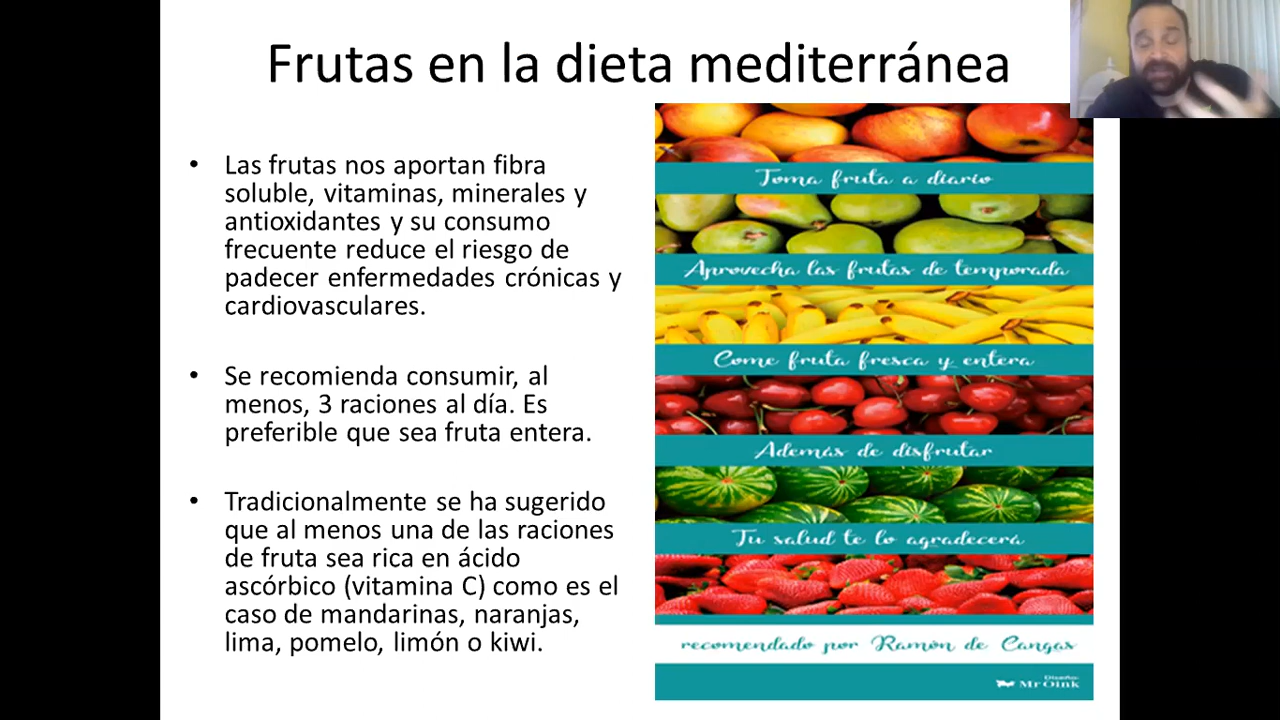 Frutas en la dieta mediterránea
• Las frutas nos aportan fibra
soluble, vitaminas, minerales y
antioxidantes y su consumo
frecuente reduce el riesgo de
padecer enfermedades crónicas y
cardiovasculares.
• Se recomienda consumir, al
menos, 3 raciones al día. Es
preferible que sea fruta entera.
• Tradicionalmente se ha sugerido
que al menos una de las raciones
de fruta sea rica en ácido
ascórbico (vitamina C) como es el
caso de mandarinas, naranjas,
lima, pomelo, limón o kiwi.
Toma fruta a diario
Aprovecha las frutas de temporada
Come fruta fresca y entera
Además de disfrutar
Tu salud te lo agradecerá
recomendado por Ramón de Cangas
Diseño:
Mr Oink